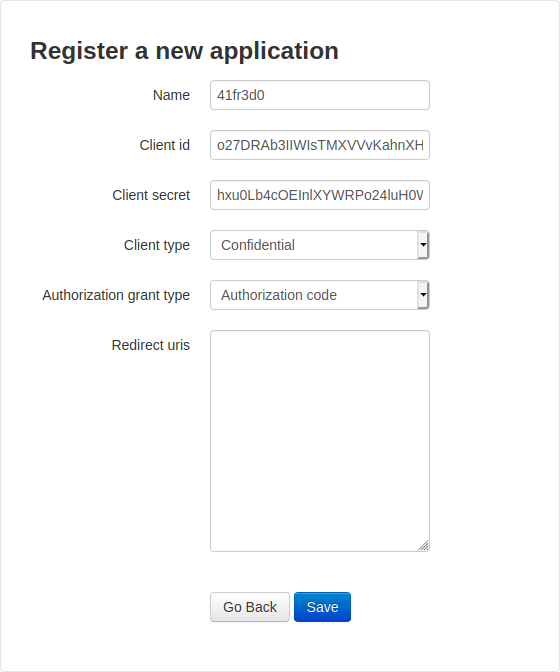 Register a new application
Name 41fr3d0
Client id o27DRAb3IIWIsTMXVVvKahnXH
Client secret hxu0Lb4cOEInlXYWRPo24luH0W
Client type Confidential
Authorization grant type Authorization code
Redirect uris
Go Back Save